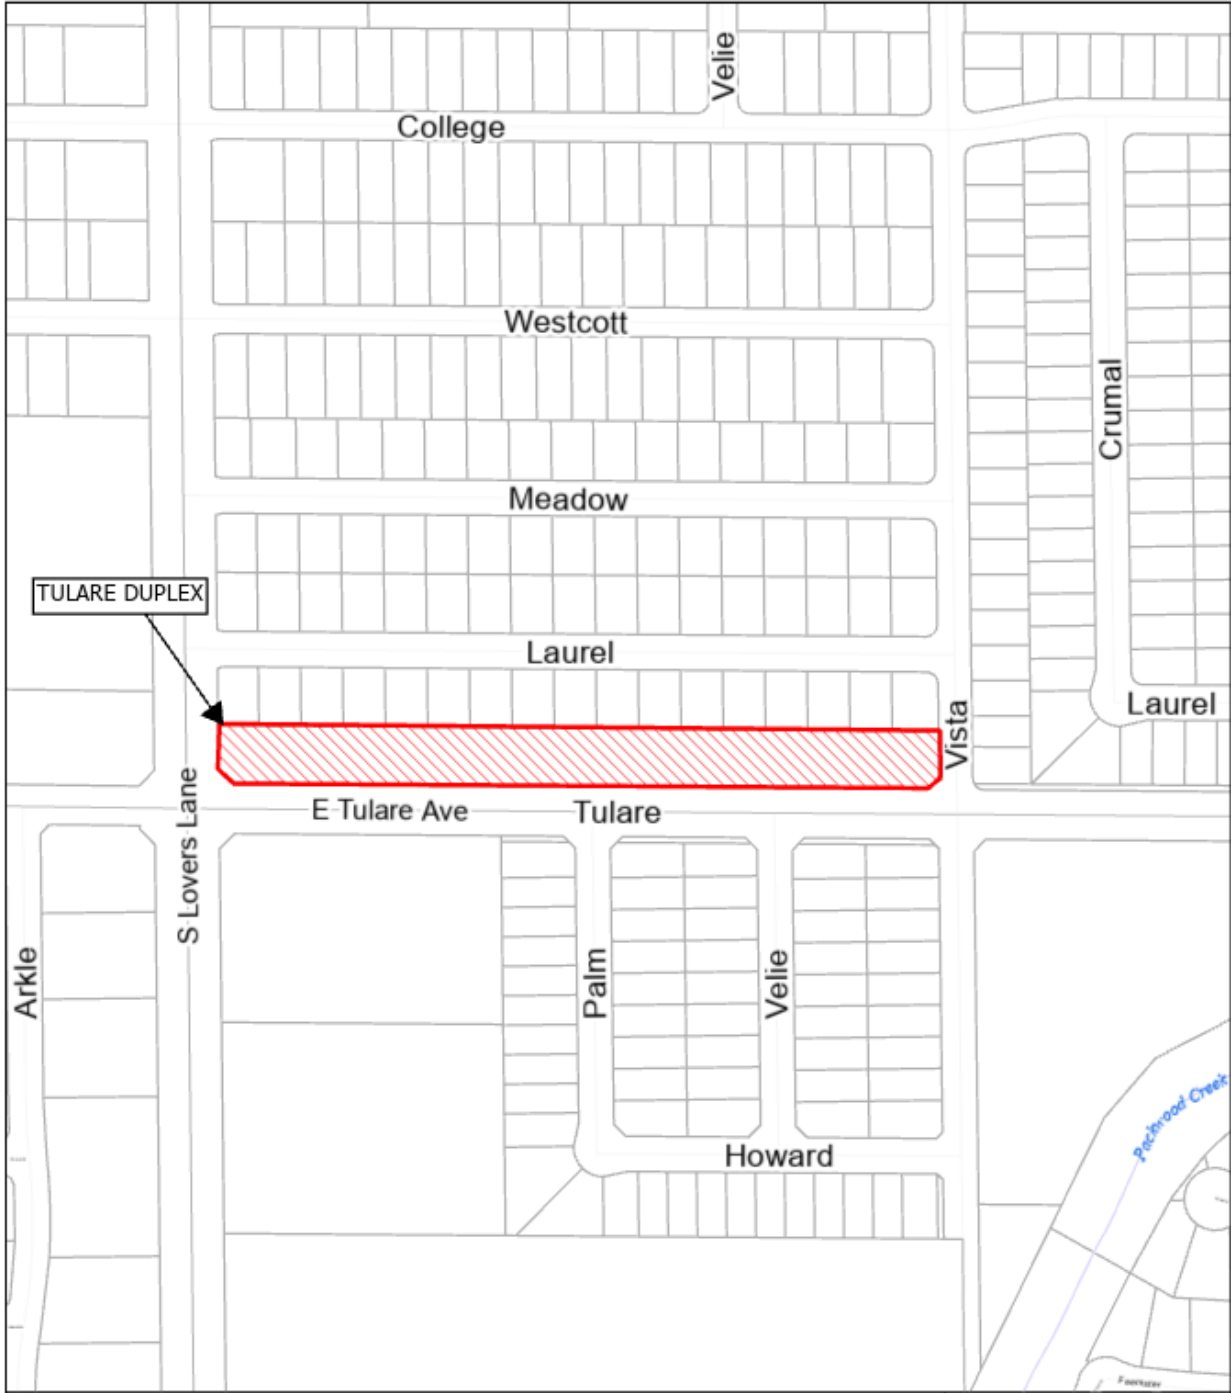 Velie
College
Westcott
Crumal
Meadow
TULARE DUPLEX
Laurel
Laurel
Vista
E Tulare Ave
Tulare
S Lovers Lane
Arkle
Palm
Velie
Packwood Creek
Howard